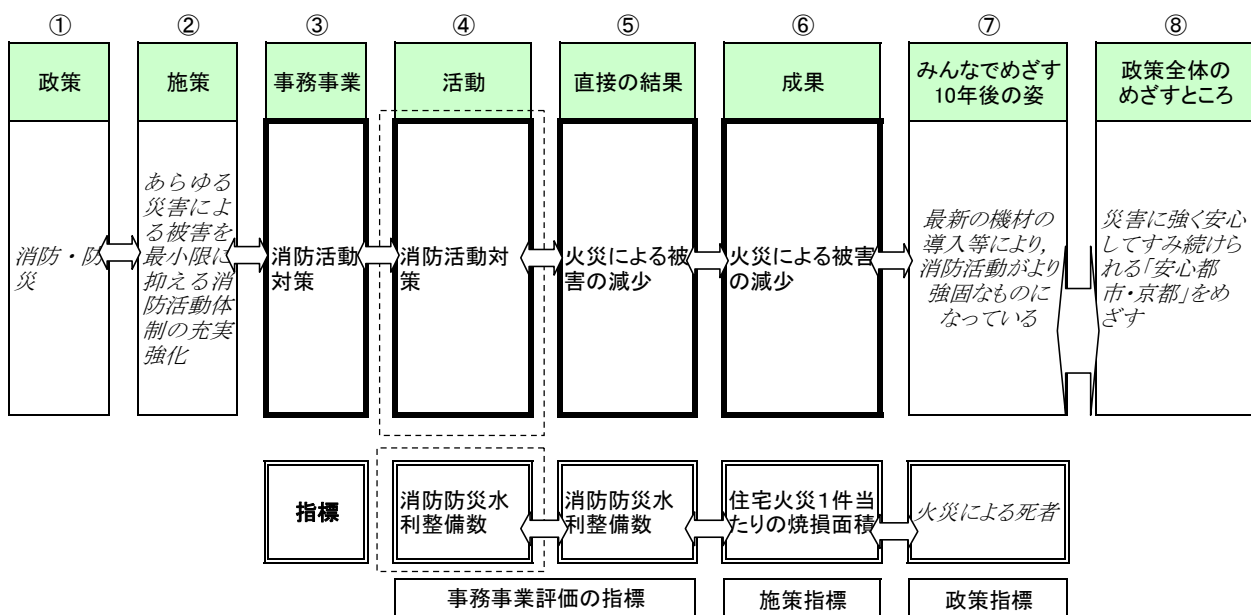 ①
②
③
④
⑤
⑥
⑦
⑧
政策
施策
事務事業
活動
直接の結果
成果
みんなでめざす
10年後の姿
政策全体の
めざすところ
消防・防
災
あらゆる
災害によ
る被害を
最小限に
抑える消
防活動体
制の充実
強化
消防活動
対策
消防活動対
策
火災による被
害の減少
火災による被害
の減少
最新の機材の
導入等により,
消防活動がより
強固なものに
なっている
災害に強く安心
してすみ続けら
れる「安心都
市・京都」をめ
ざす
指標
消防防災水
利整備数
消防防災水
利整備数
住宅火災1件当
たりの焼損面積
火災による死者
事務事業評価の指標
施策指標
政策指標